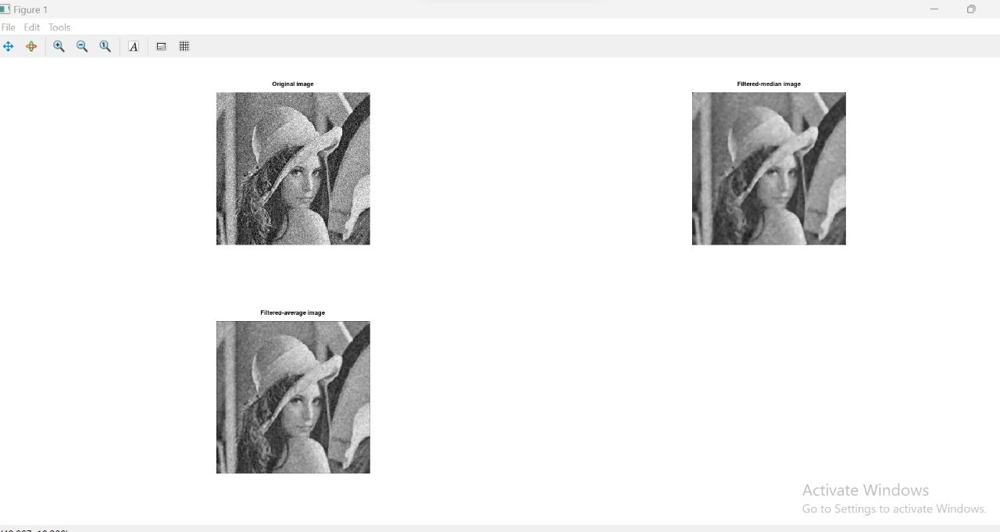 Figure 1
File Edit Tools
A
Original image
Filtered-median image
Filtered-average image
Activate Windows
Go to Settings to activate Windows.